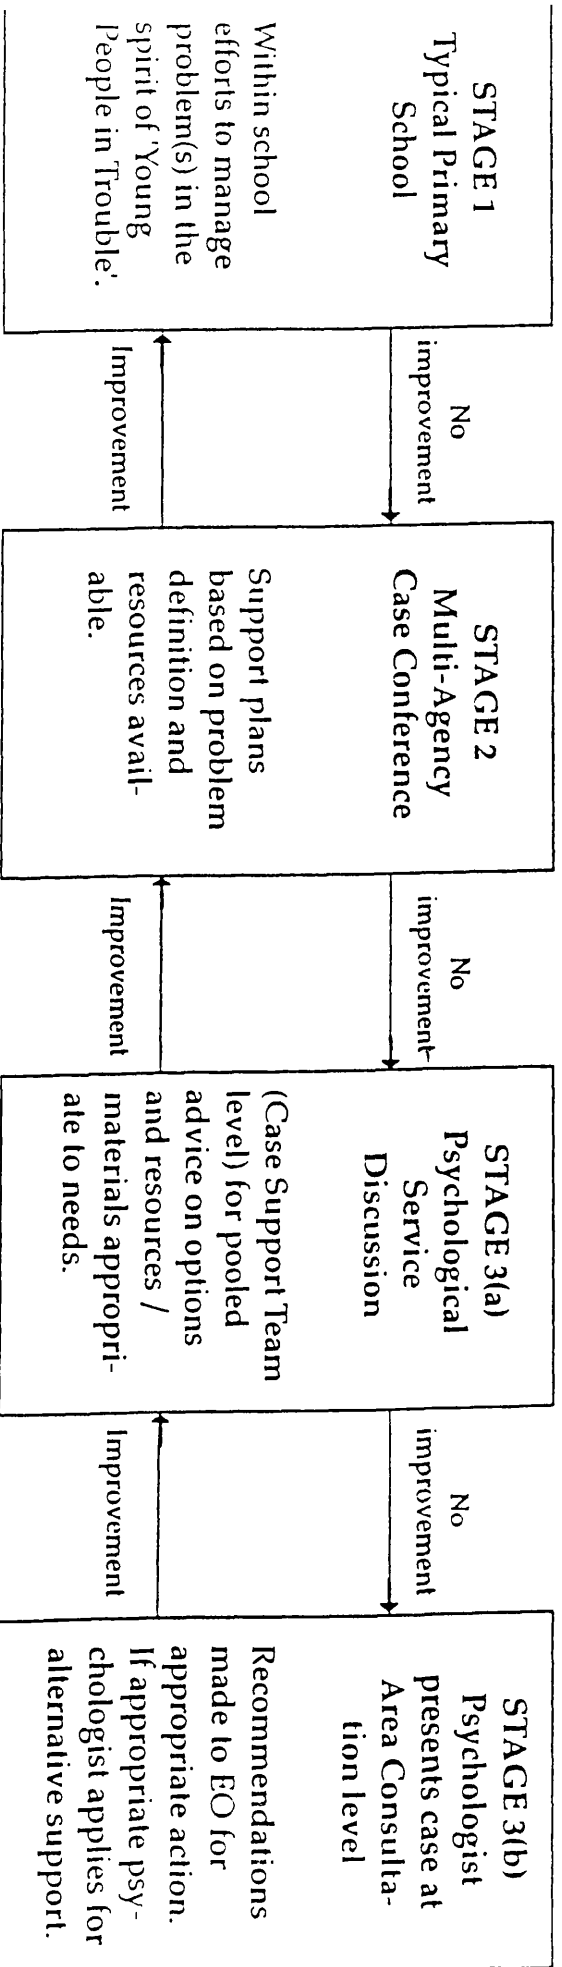 STAGE 1
Typical Primary
School
Within school
efforts to manage
problem(s) in the
spirit of 'Young
People in Trouble'.
No
improvement
Improvement
STAGE 2
Multi-Agency
Case Conference
Support plans
based on problem
definition and
resources avail-
able.
No
improvement
Improvement
STAGE 3(a)
Psychological
Service
Discussion
(Case Support Team
level) for pooled
advice on options
and resources /
materials appropri-
ate to needs.
No
improvement
Improvement
STAGE 3(b)
Psychologist
presents case at
Area Consulta-
tion level
Recommendations
made to EO for
appropriate action.
If appropriate psy-
chologist applies for
alternative support.